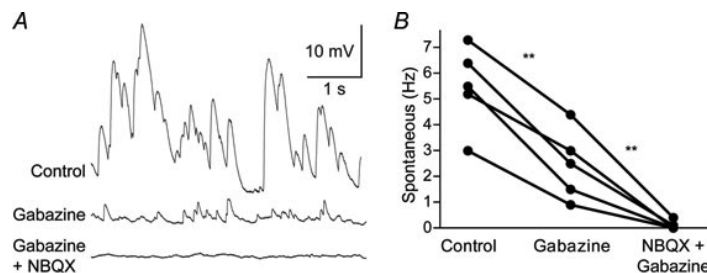 A
10 mV
1 s
Control
Gabazine
Gabazine
+ NBQX
B
Spontaneous (Hz)
7
6
5
4
3
2
1
0
**
**
Control
Gabazine
NBQX +
Gabazine